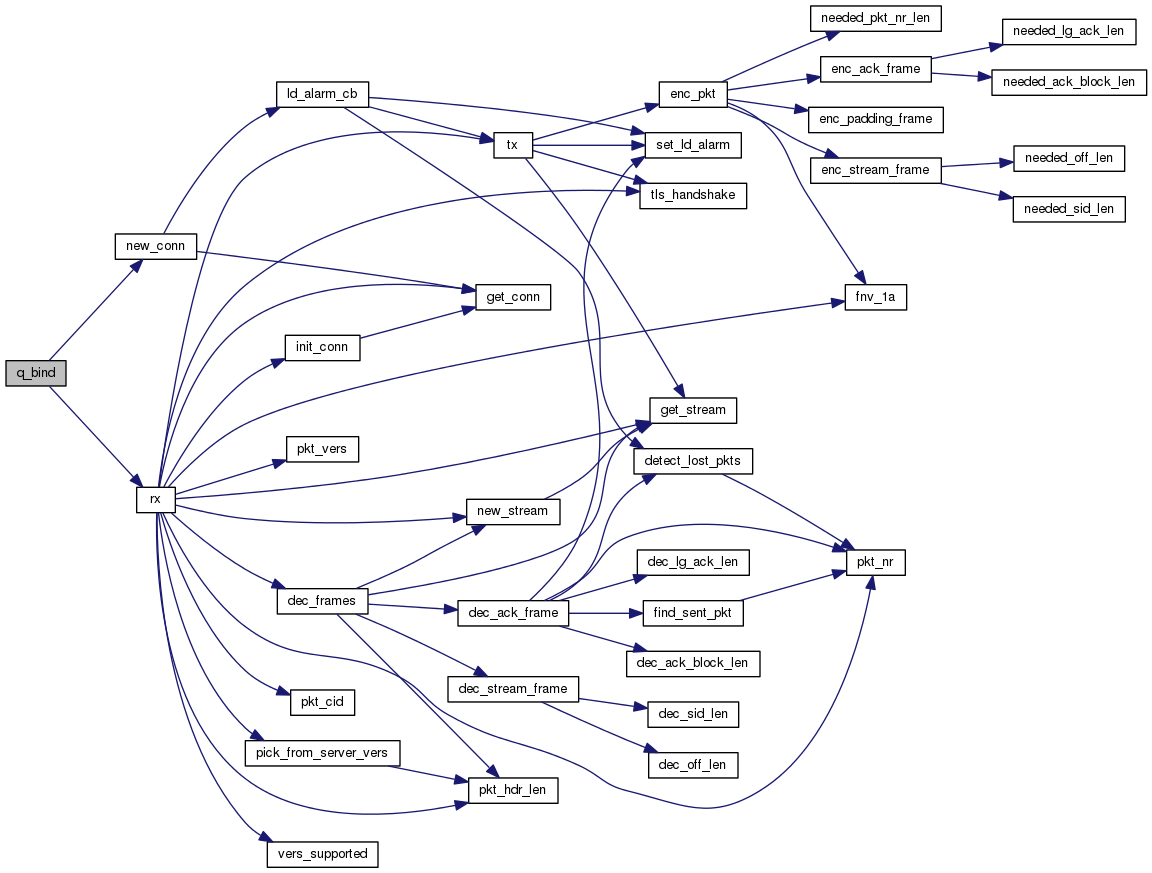 needed_pkt_nr_len
needed_lg_ack_len
enc_ack_frame
needed_ack_block_len
ld_alarm_cb
enc_pkt
enc_padding_frame
tx
set_ld_alarm
needed_off_len
enc_stream_frame
tls_handshake
needed_sid_len
new_conn
get_conn
fnv_1a
init_conn
q_bind
get_stream
pkt_vers
detect_lost_pkts
rx
new_stream
dec_lg_ack_len
pkt_nr
dec_frames
dec_ack_frame
find_sent_pkt
dec_ack_block_len
dec_stream_frame
pkt_cid
dec_sid_len
pick_from_server_vers
dec_off_len
pkt_hdr_len
vers_supported